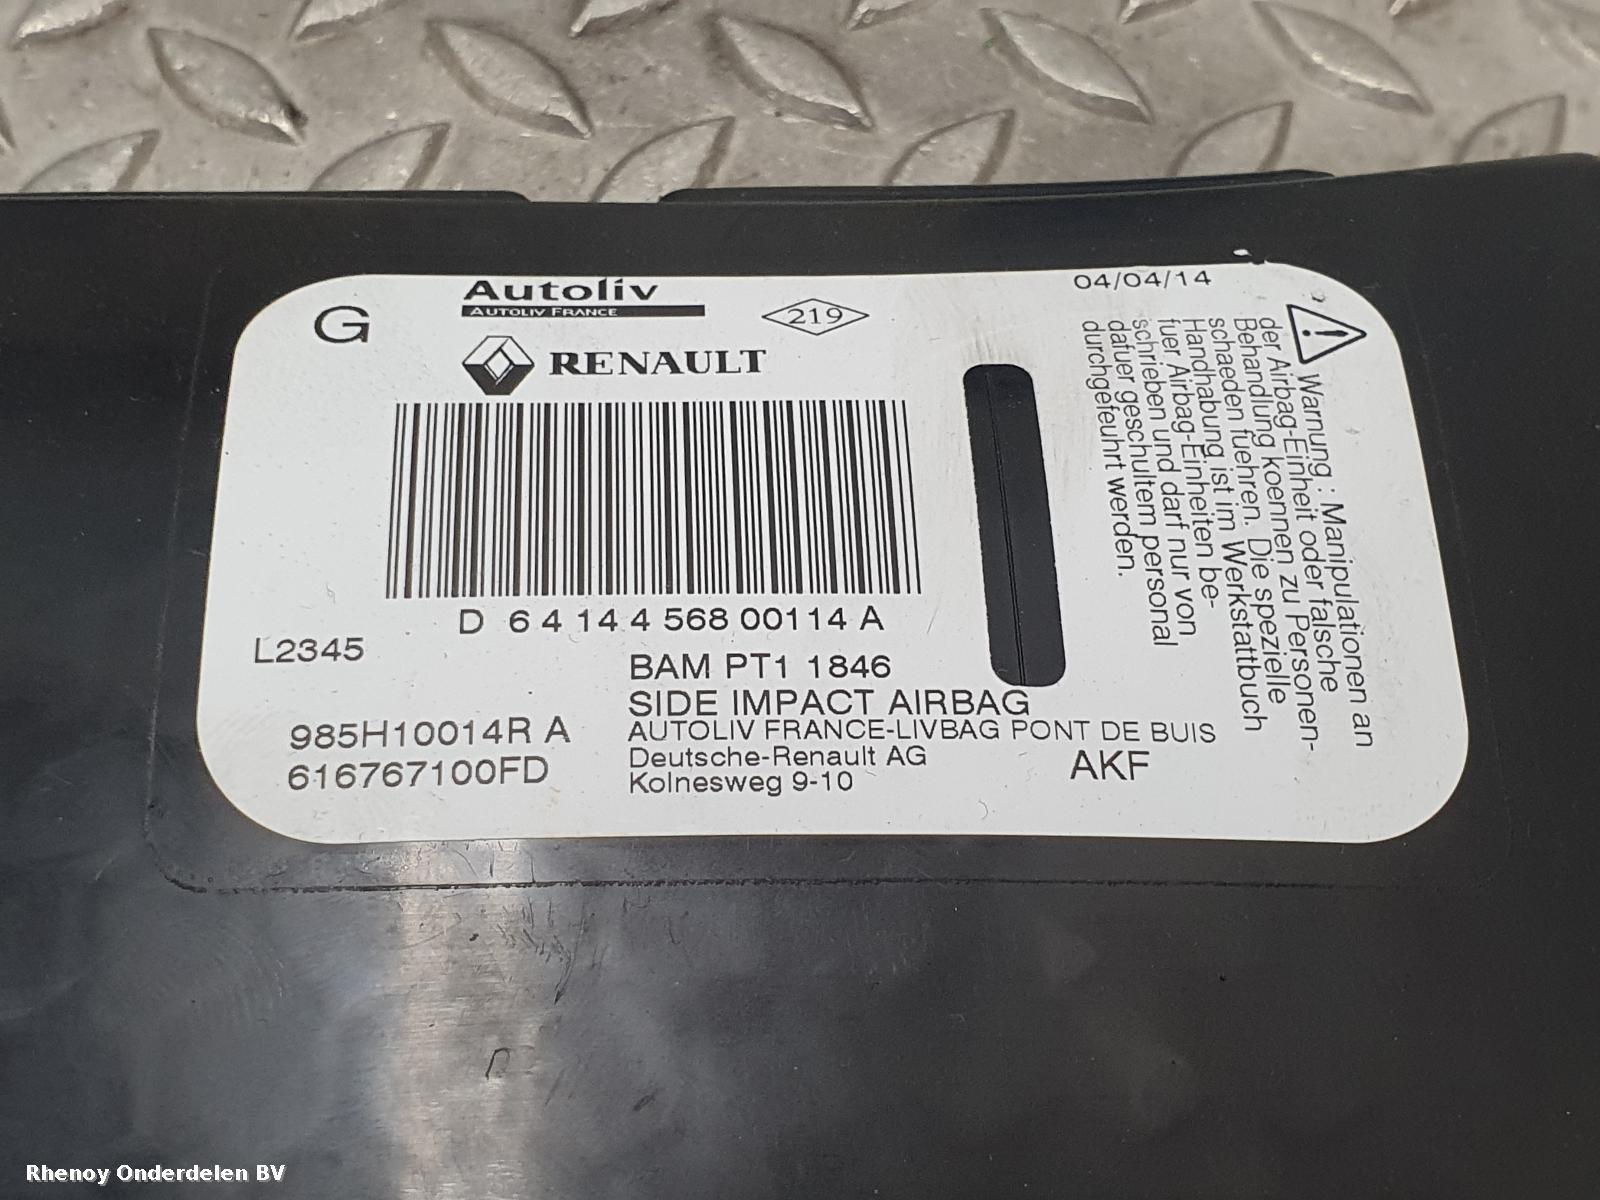 G
Autoliv
AUTOLIV FRANCE
219
04/04/14
RENAULT
D 64 14 4 568 00114 A
L2345
BAM PT1 1846
SIDE IMPACT AIRBAG
985H10014R A
AUTOLIV FRANCE-LIVBAG PONT DE BUIS
616767100FD
Deutsche-Renault AG
AKF
Kolnesweg 9-10
Warnung : Manipulationen an
der Airbag-Einheit oder falsche
Behandlung koennen zu Personen-
schaeden fuehren. Die spezielle
Handhabung ist im Werkstattbuch
fuer Airbag-Einheiten be-
schrieben und darf nur von
dafuer geschultem personal
durchgefeuhrt werden.
Rhenoy Onderdelen BV